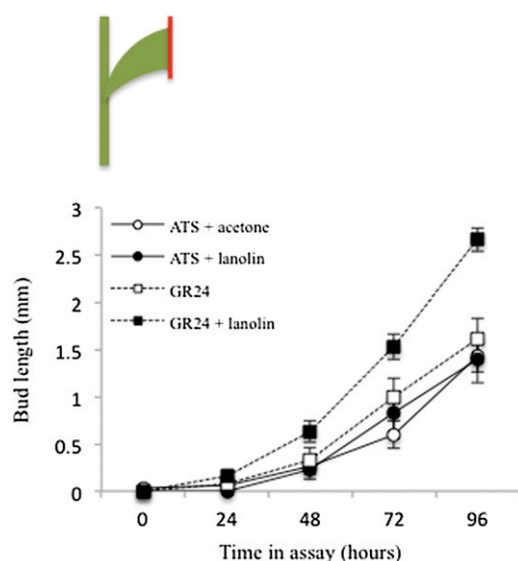 3
2.5
2
1.5
1
0.5
0
Bud length (mm)
ATS + acetone
ATS + lanolin
GR24
GR24 + lanolin
0 24 48 72 96
Time in assay (hours)